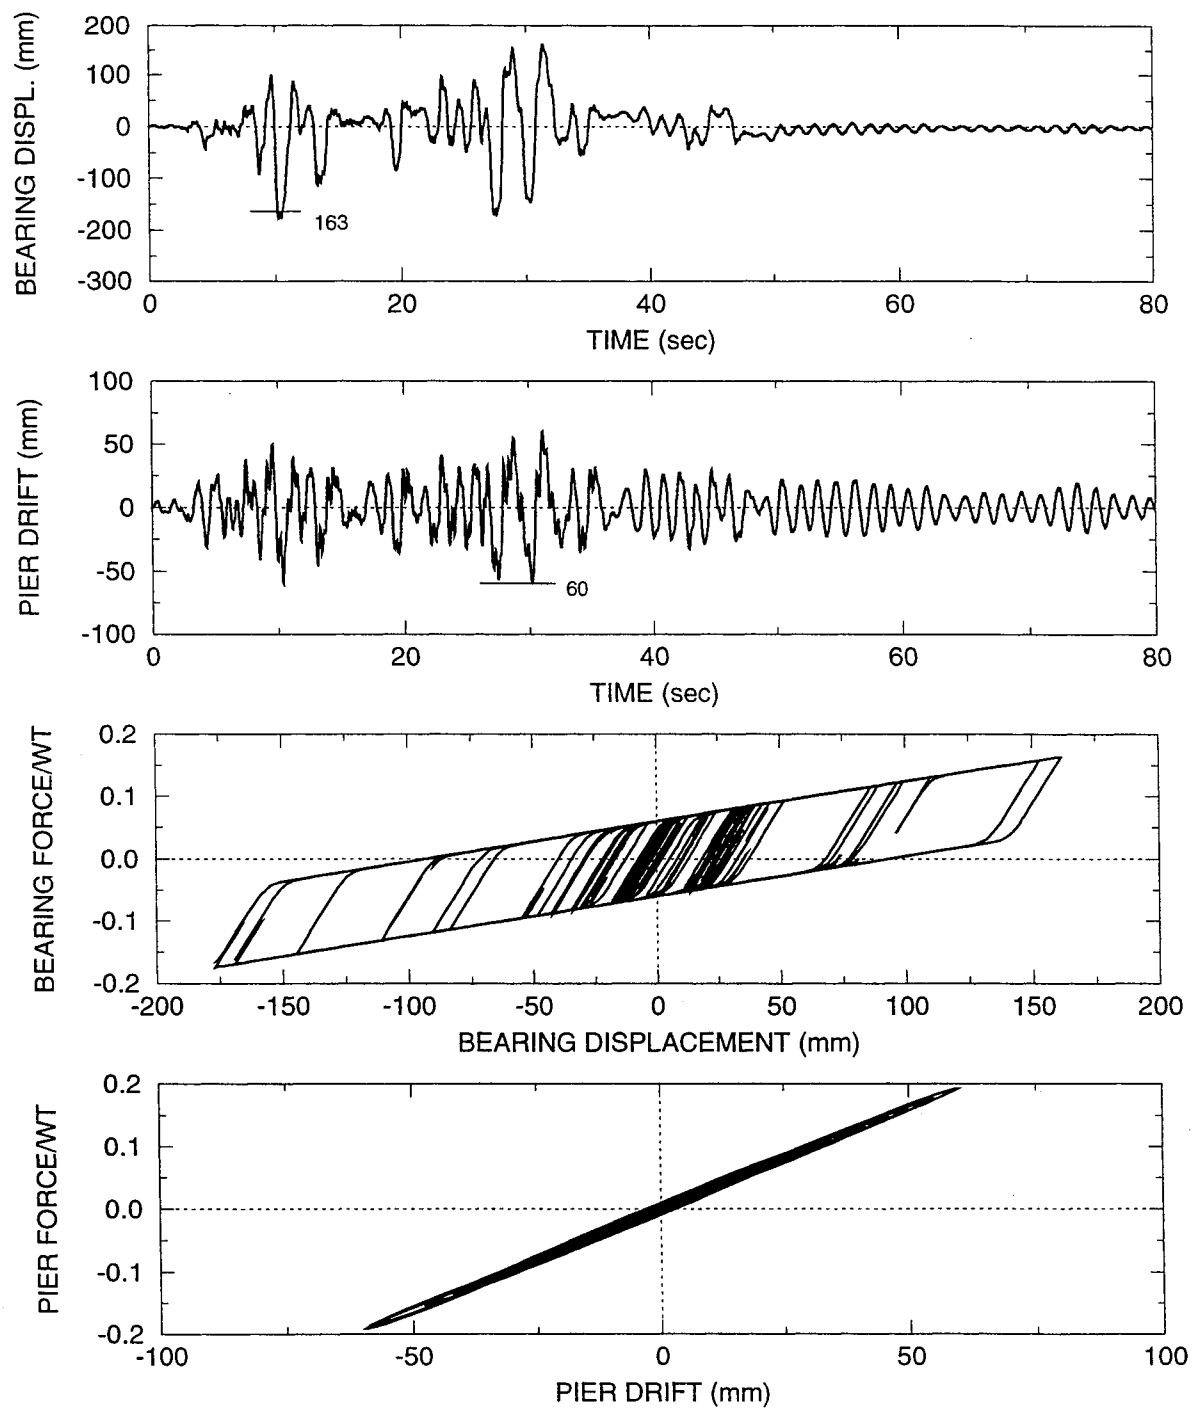 200
100
0
-100
-200
-300
BEARING DISPL. (mm)
163
0 20 40 60 80
TIME (sec)
100
50
0
-50
-100
PIER DRIFT (mm)
60
0 20 40 60 80
TIME (sec)
0.2
0.1
0.0
-0.1
-0.2
BEARING FORCE/WT
-200 -150 -100 -50 0 50 100 150 200
BEARING DISPLACEMENT (mm)
0.2
0.1
0.0
-0.1
-0.2
PIER FORCE/WT
-100 -50 0 50 100
PIER DRIFT (mm)